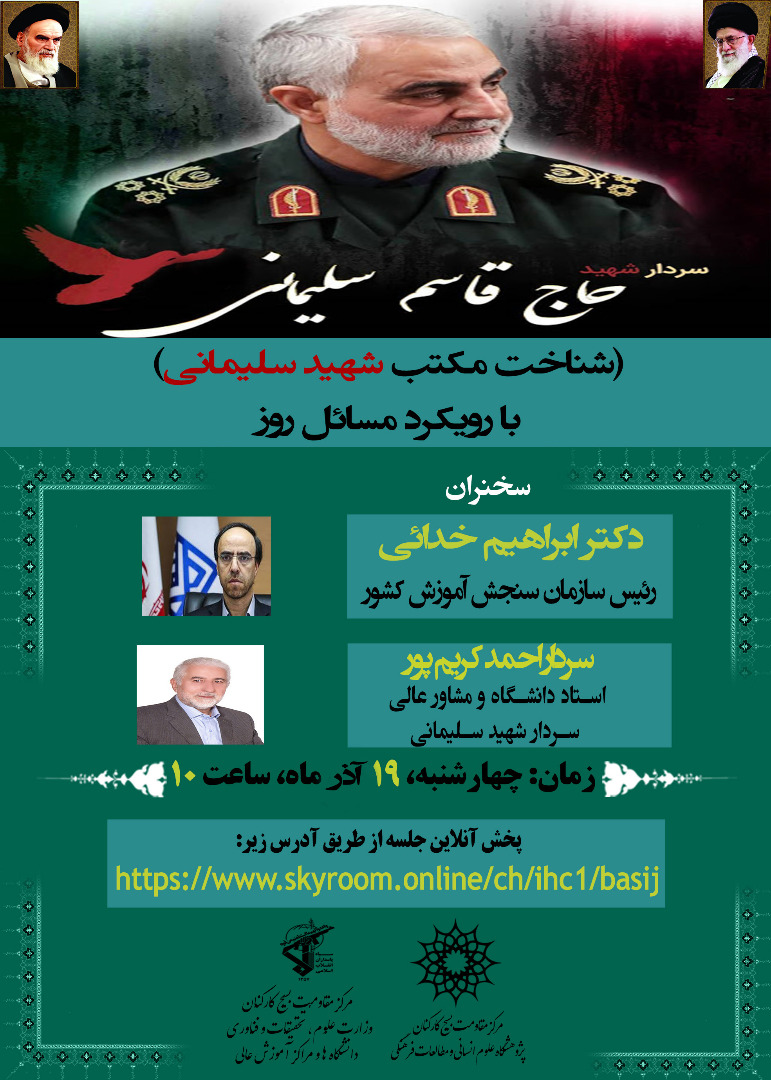 سردار شهید
حاج قاسم سلیمانی
(شناخت مکتب شهید سلیمانی)
با رویکرد مسائل روز
سخنران
دکتر ابراهیم خدائی
رئیس سازمان سنجش آموزش کشور
سردار احمد کریم پور
استاد دانشگاه و مشاور عالی
سردار شهید سلیمانی
زمان: چهارشنبه، ۱۹ آذر ماه، ساعت ۱۰
پخش آنلاین جلسه از طریق آدرس زیر:
https://www.skyroom.online/ch/ihc1/basij
سپاه
پاسداران
انقلاب
اسلامی
مرکز مقاومت بسیج کارکنان
وزارت علوم، تحقیقات و فناوری
دانشگاه ها و مراکز آموزش عالی
مرکز مقاومت بسیج کارکنان
پژوهشگاه علوم انسانی و مطالعات فرهنگی